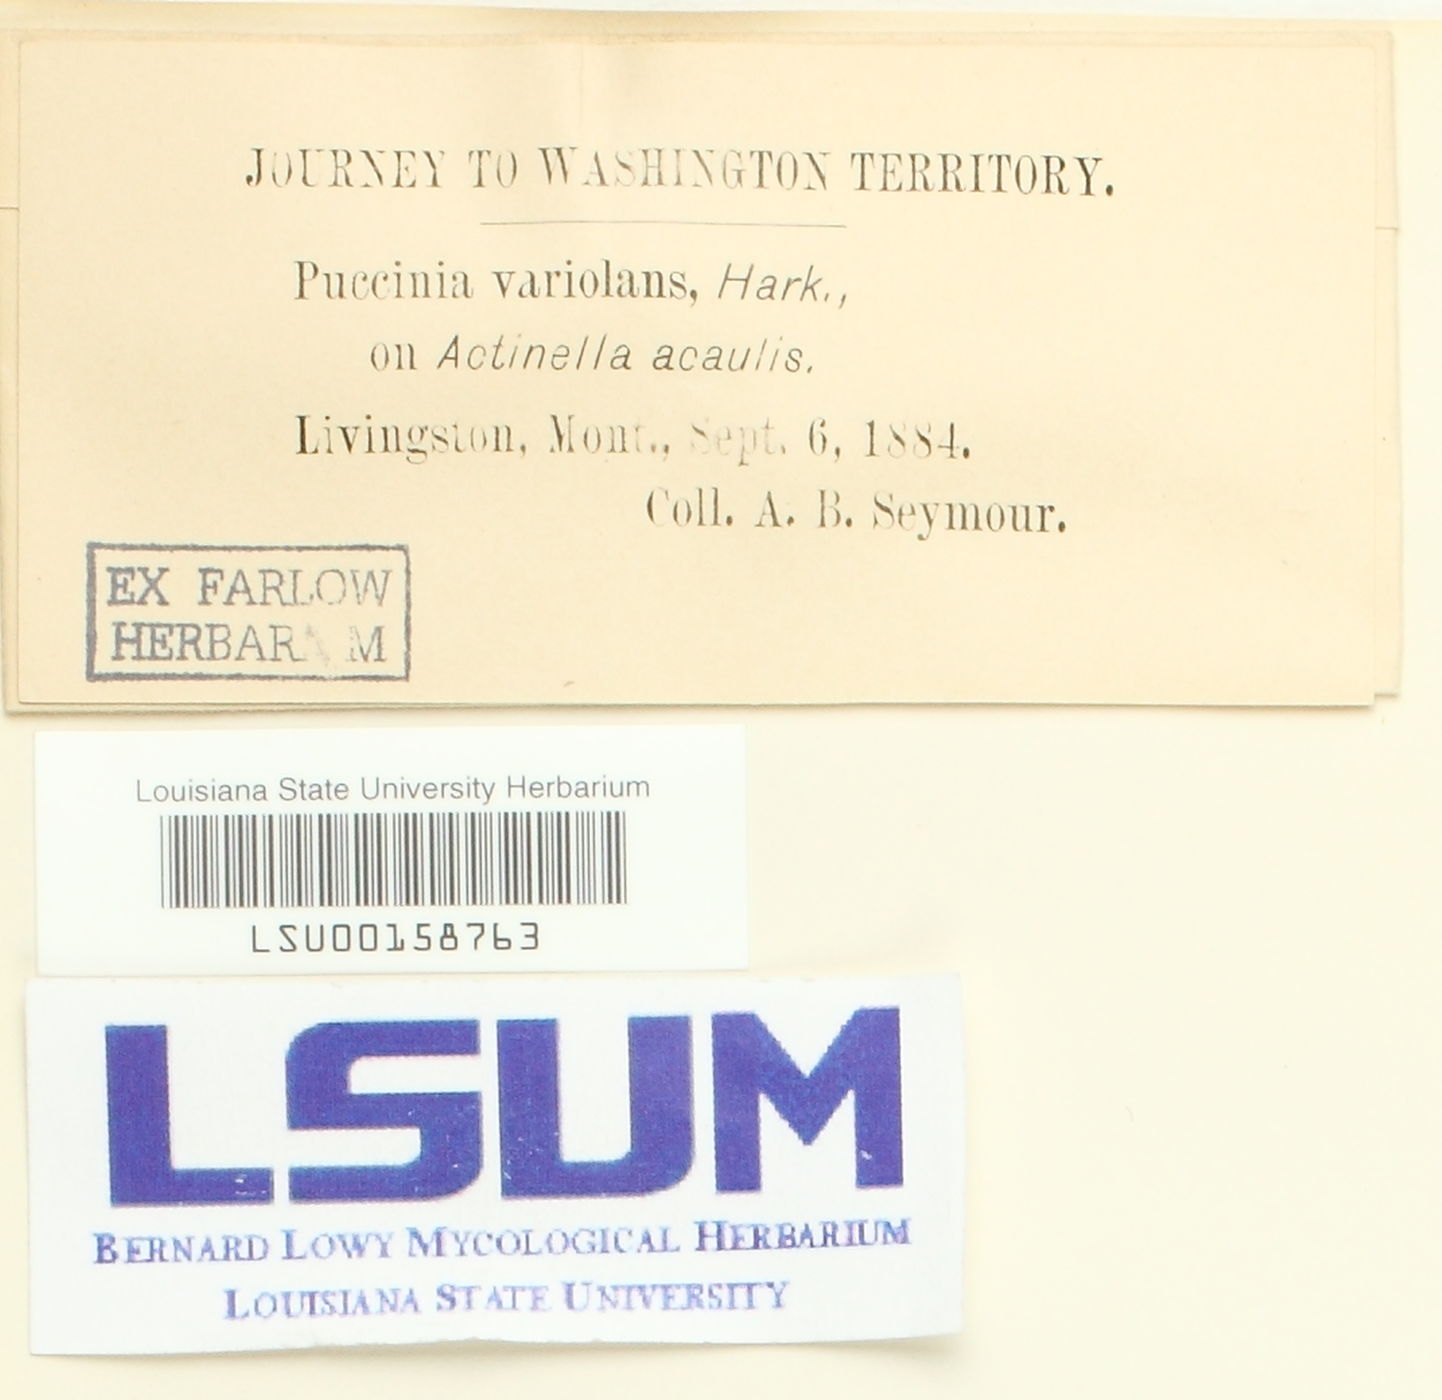 JOURNEY TO WASHINGTON TERRITORY.
Puccinia variolans, Hark.,
on Actinella acaulis.
Livingston, Mont., Sept. 6, 1884.
Coll. A. B. Seymour.
EX FARLOW
HERBARIUM
Louisiana State University Herbarium
LSU00158763
LSUM
BERNARD LOWY MYCOLOGICAL HERBARIUM
LOUISIANA STATE UNIVERSITY